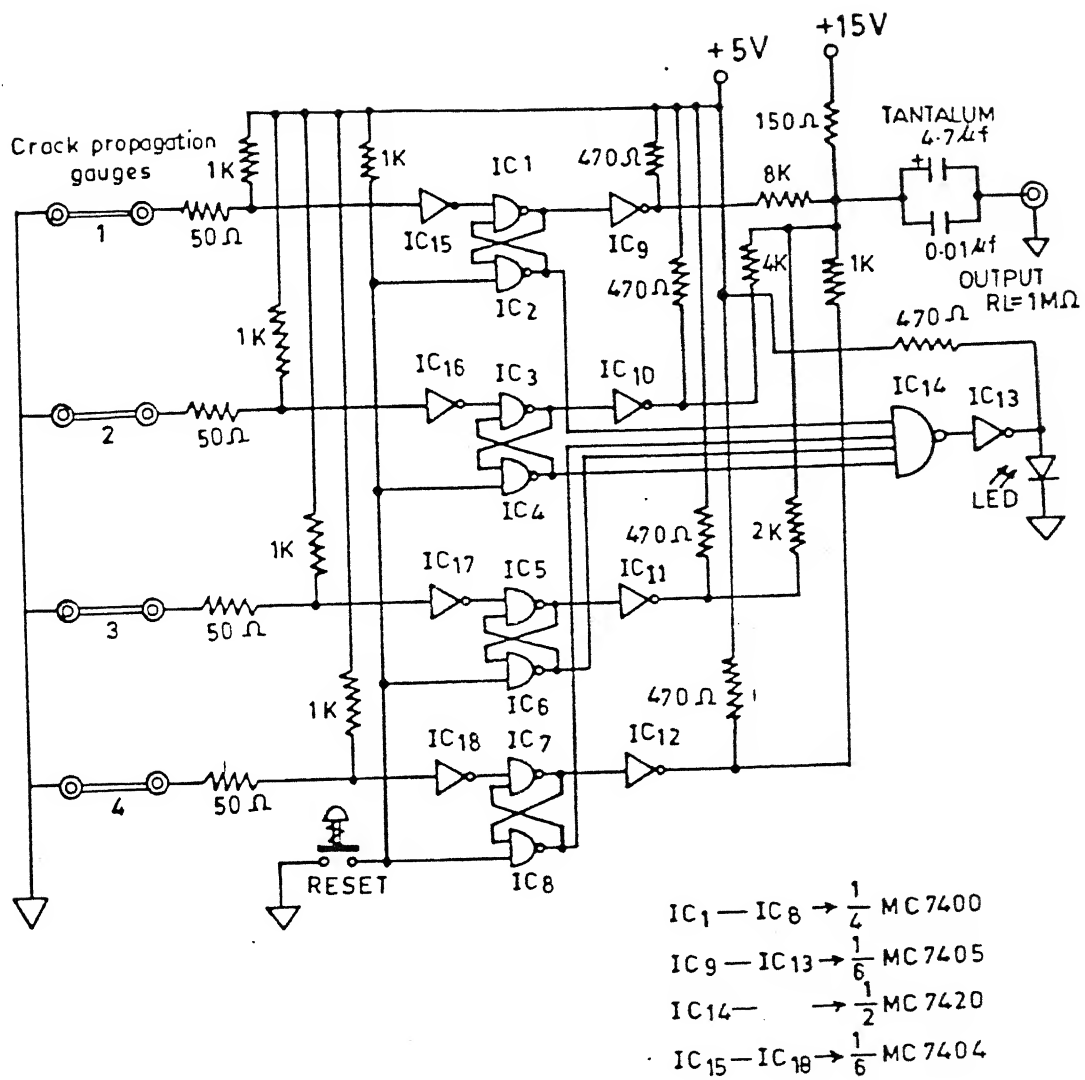 +5V
+15V
150Ω
TANTALUM
4.7µf
+
Crack propagation
gauges
1K
1K
IC 1
470Ω
8K
1
50Ω
IC15
IC9
0.01µf
IC2
470Ω
4K
1K
OUTPUT
RL=1MΩ
1K
470Ω
IC16
IC3
IC10
IC14
IC13
2
50Ω
IC4
LED
1K
470Ω
2K
IC17
IC5
IC11
3
50Ω
IC6
1K
470Ω
IC18
IC7
IC12
4
50Ω
RESET
IC8
IC1—IC8→1/4 MC7400
IC9—IC13→1/6 MC7405
IC14— →1/2 MC7420
IC15—IC18→1/6 MC7404